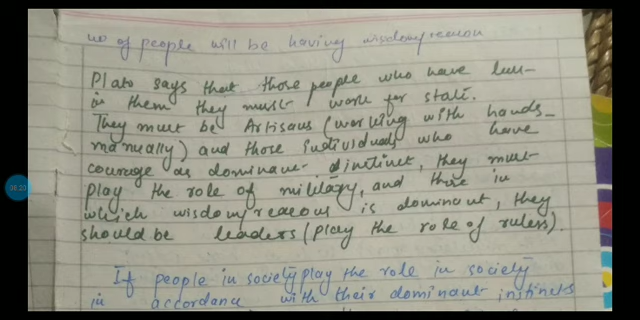 no of people will be having wisdom/reason
Plato says that those people who have lust
in them they must work for state.
They must be Artisans (working with hands-
manually) and those individuals who have
courage as dominant instinct, they must
play the role of military, and those in
which wisdom/reason is dominant, they
should be leaders (play the role of rulers).
If people in society play the role in society
in accordance with their dominant instincts
08:20